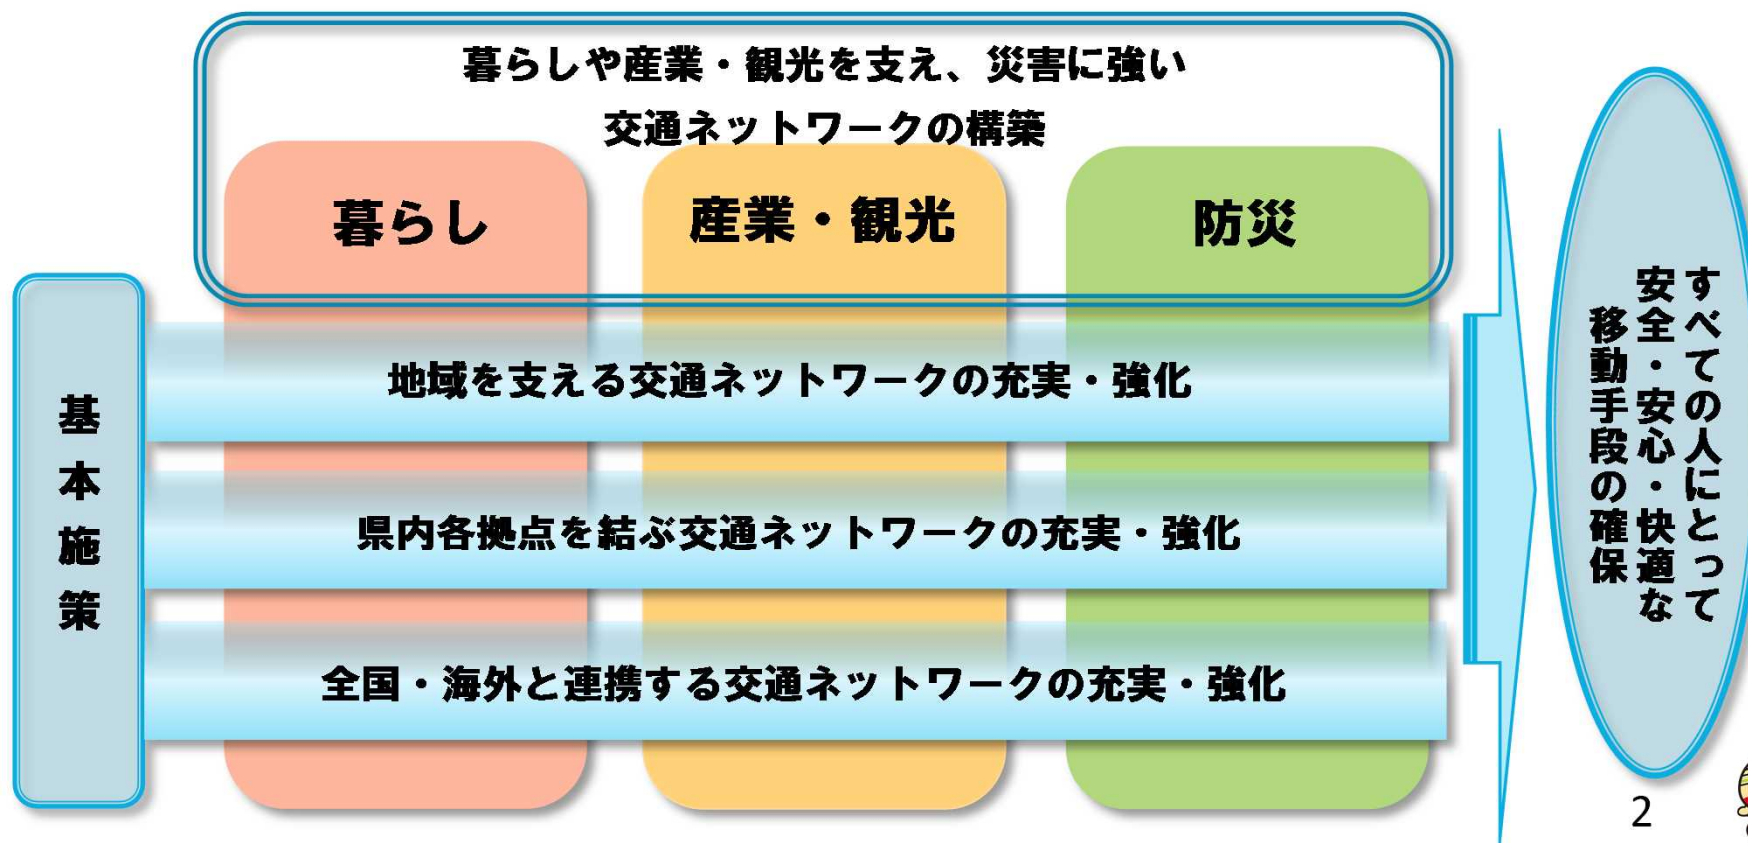 暮らしや産業・観光を支え、災害に強い
交通ネットワークの構築
暮らし
産業・観光
防災
基本施策
地域を支える交通ネットワークの充実・強化
県内各拠点を結ぶ交通ネットワークの充実・強化
全国・海外と連携する交通ネットワークの充実・強化
すべての人にとって
安全・安心・快適な
移動手段の確保
2